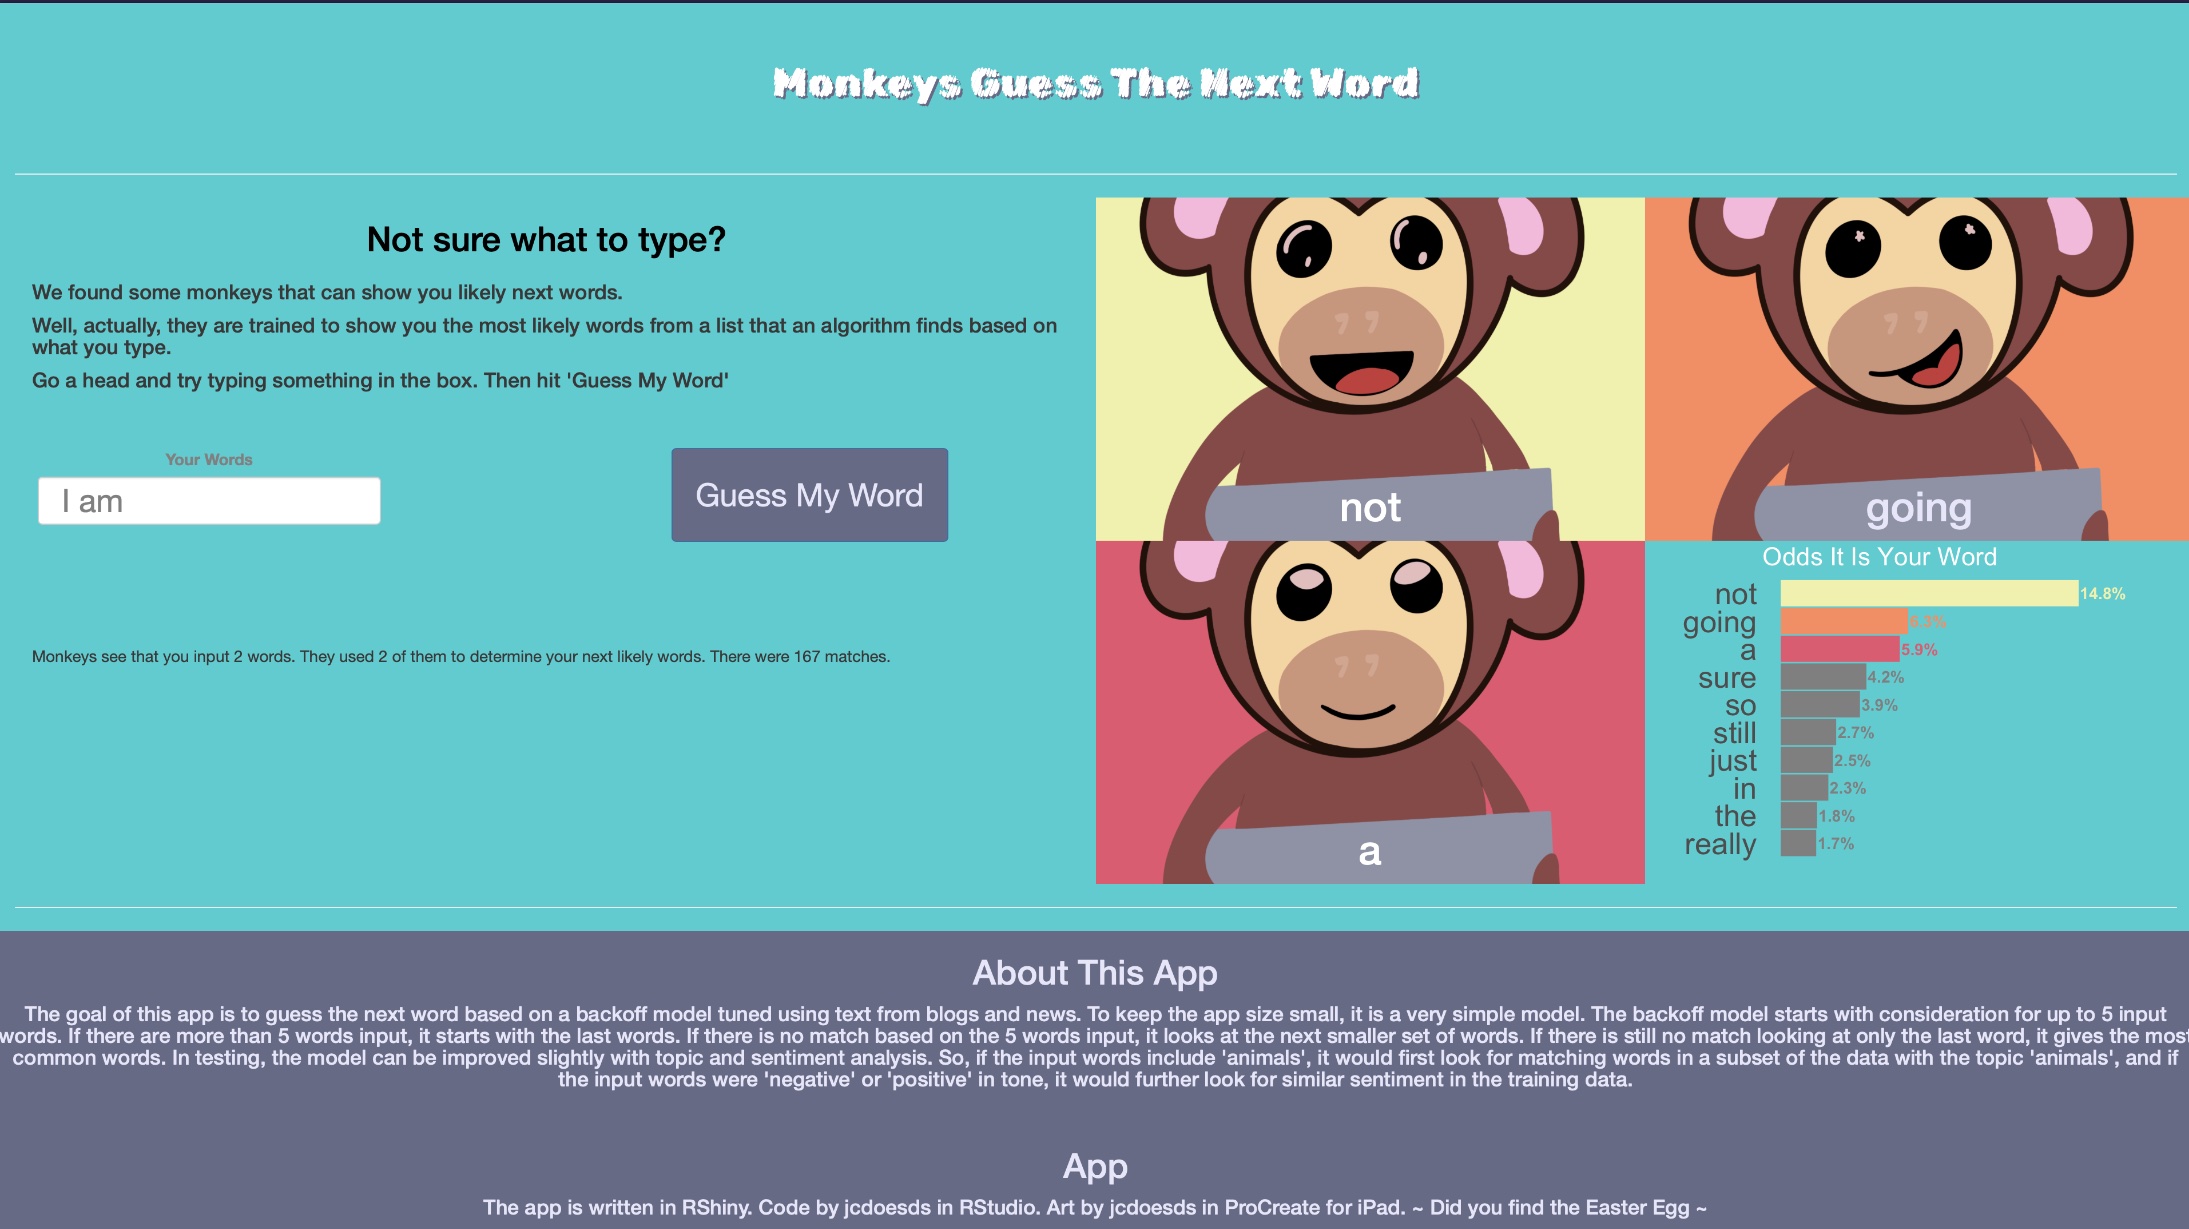 Monkeys Guess The Next Word
Not sure what to type?
We found some monkeys that can show you likely next words.
Well, actually, they are trained to show you the most likely words from a list that an algorithm finds based on
what you type.
Go a head and try typing something in the box. Then hit 'Guess My Word'
Your Words
I am
Guess My Word
Monkeys see that you input 2 words. They used 2 of them to determine your next likely words. There were 167 matches.
not
going
a
Odds It Is Your Word
not 14.8%
going 6.3%
a 5.9%
sure 4.2%
so 3.9%
still 2.7%
just 2.5%
in 2.3%
the 1.8%
really 1.7%
About This App
The goal of this app is to guess the next word based on a backoff model tuned using text from blogs and news. To keep the app size small, it is a very simple model. The backoff model starts with consideration for up to 5 input
words. If there are more than 5 words input, it starts with the last words. If there is no match based on the 5 words input, it looks at the next smaller set of words. If there is still no match looking at only the last word, it gives the most
common words. In testing, the model can be improved slightly with topic and sentiment analysis. So, if the input words include 'animals', it would first look for matching words in a subset of the data with the topic 'animals', and if
the input words were 'negative' or 'positive' in tone, it would further look for similar sentiment in the training data.
App
The app is written in RShiny. Code by jcdoesds in RStudio. Art by jcdoesds in ProCreate for iPad. ~ Did you find the Easter Egg ~